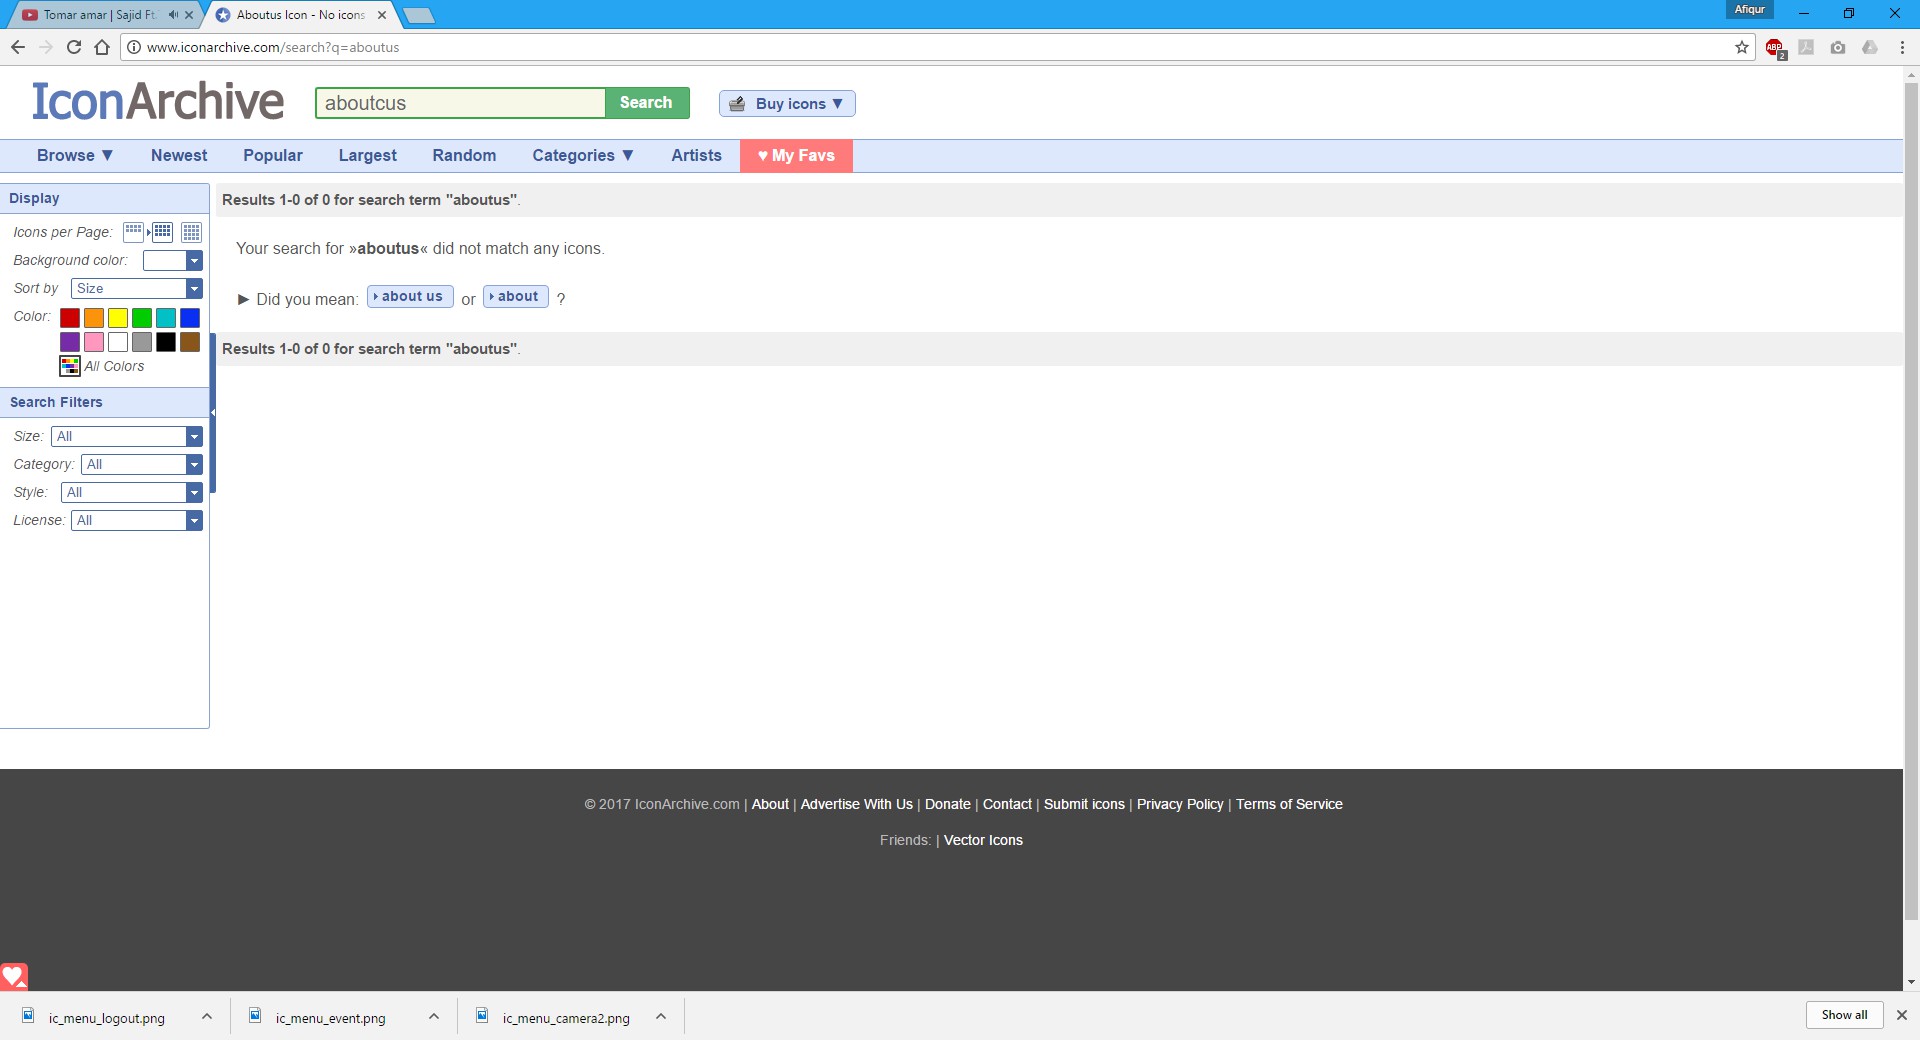 Tomar amar | Sajid Ft.
Aboutus Icon - No icons
Afiqur
www.iconarchive.com/search?q=aboutus
ABP
2
IconArchive
aboutcus
Search
Buy icons ▼
Browse ▼
Newest
Popular
Largest
Random
Categories ▼
Artists
♥ My Favs
Display
Icons per Page:
Background color:
Sort by Size
Color:
All Colors
Search Filters
Size: All
Category: All
Style: All
License: All
Results 1-0 of 0 for search term "aboutus".
Your search for »aboutus« did not match any icons.
► Did you mean: about us or about ?
Results 1-0 of 0 for search term "aboutus".
© 2017 IconArchive.com | About | Advertise With Us | Donate | Contact | Submit icons | Privacy Policy | Terms of Service
Friends: | Vector Icons
ic_menu_logout.png
ic_menu_event.png
ic_menu_camera2.png
Show all